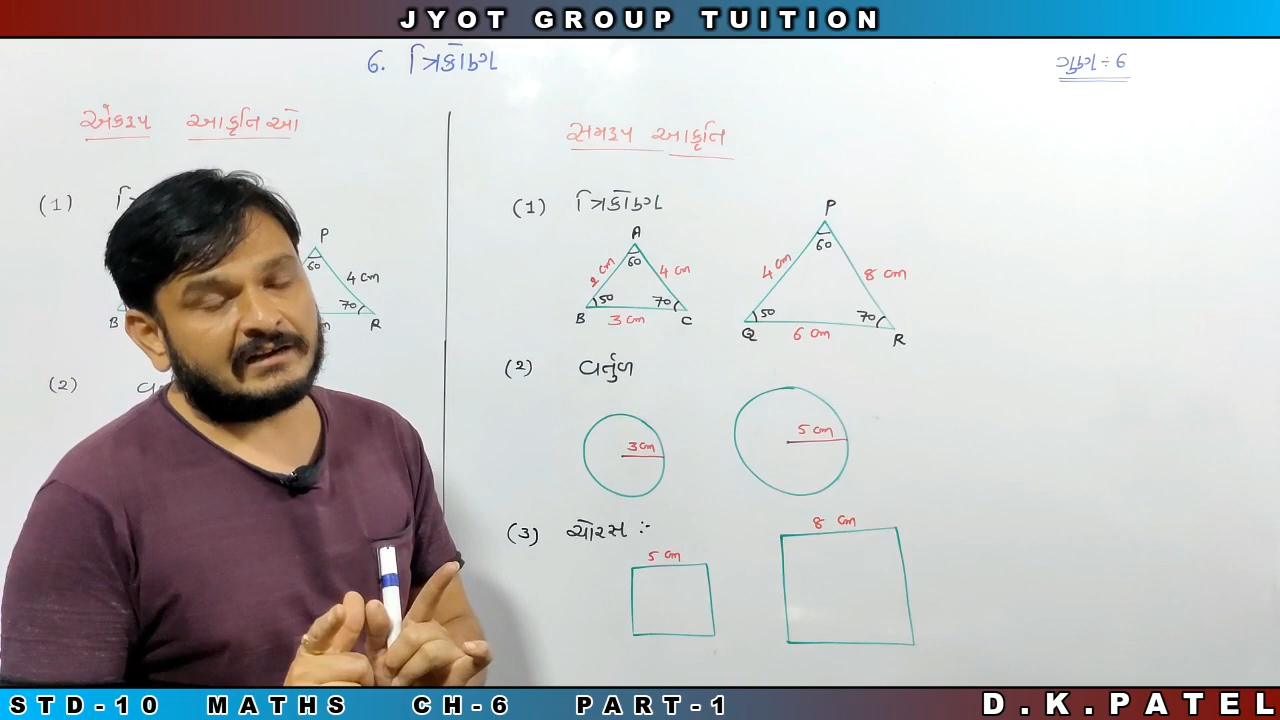 JYOT GROUP TUITION
6. ત્રિકોણ
ગુણ ÷ 9
એકરૂપ આકૃતિઓ
સમરૂપ આકૃતિ
(1)
P
60
4 cm
70
B
R
(2)
(1) ત્રિકોણ
A
60
2 cm
4 cm
50
70
B
3 cm
C
P
60
4 cm
8 cm
50
70
Q
6 cm
R
(2) વર્તુળ
3 cm
5 cm
(3) ચોરસ :-
5 cm
8 cm
STD-10 MATHS CH-6 PART-1
D.K.PATEL